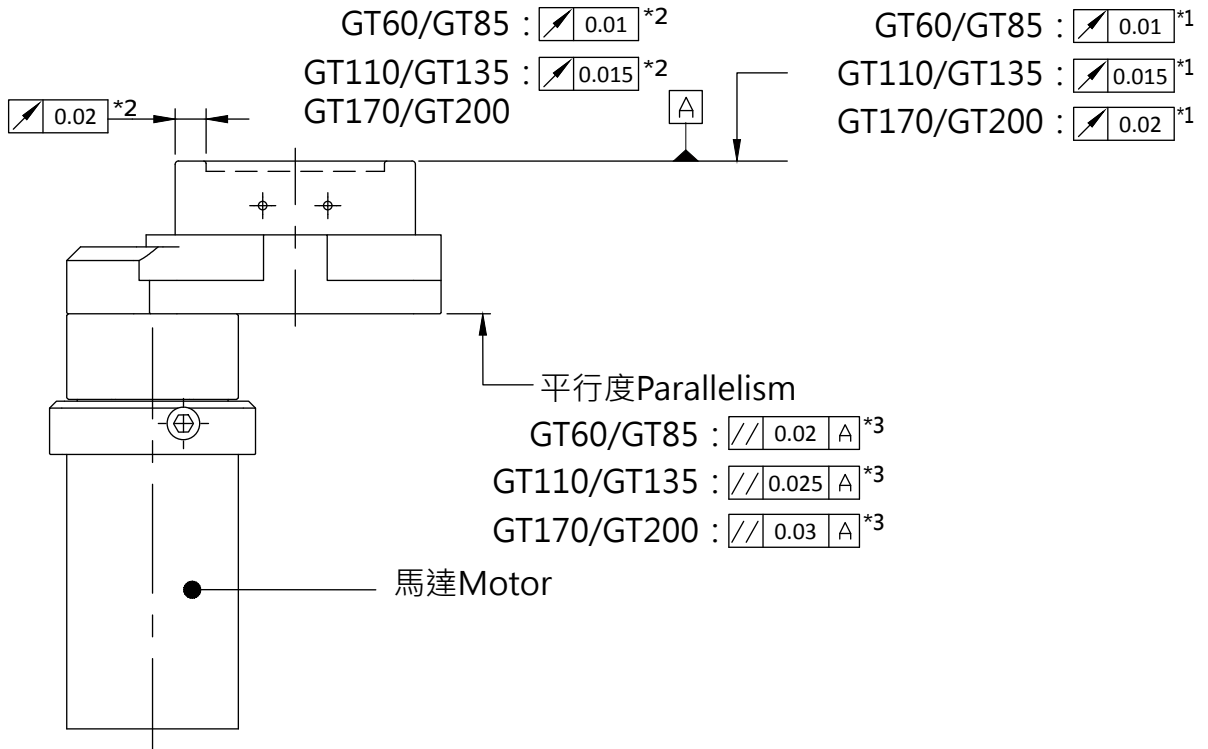 GT60/GT85 : 0.01 *2
GT110/GT135 : 0.015 *2
GT170/GT200
0.02 *2
A
GT60/GT85 : 0.01 *1
GT110/GT135 : 0.015 *1
GT170/GT200 : 0.02 *1
平行度Parallelism
GT60/GT85 : // 0.02 A *3
GT110/GT135 : // 0.025 A *3
GT170/GT200 : // 0.03 A *3
馬達Motor